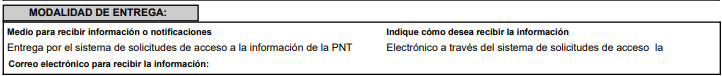 MODALIDAD DE ENTREGA:
Medio para recibir información o notificaciones
Indique cómo desea recibir la información
Entrega por el sistema de solicitudes de acceso a la información de la PNT
Electrónico a través del sistema de solicitudes de acceso la
Correo electrónico para recibir la información: